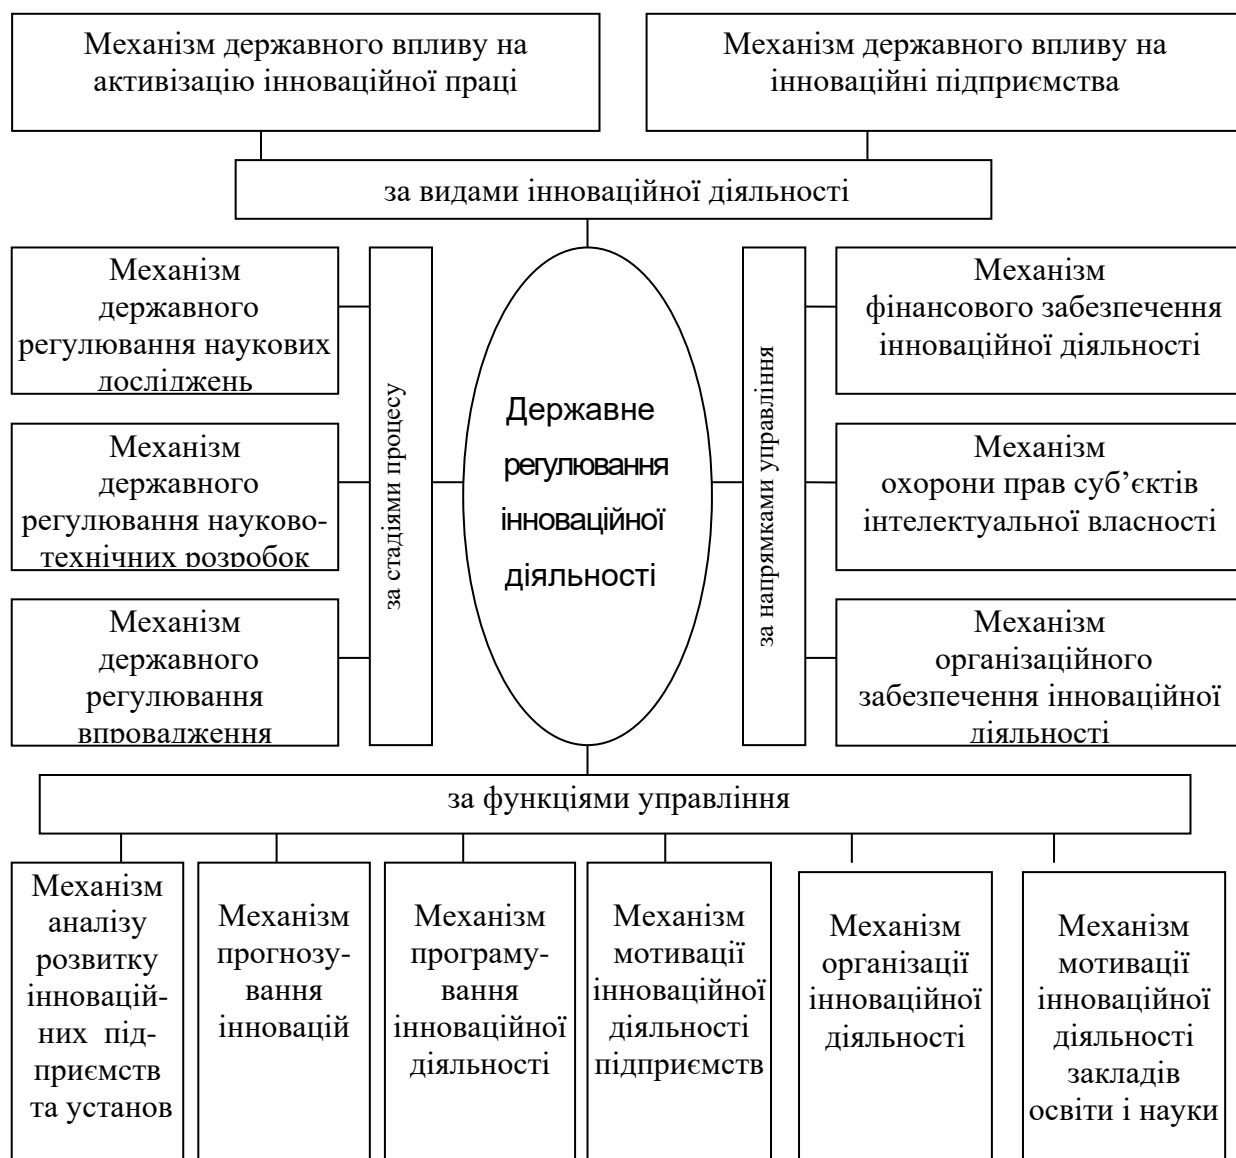 Механізм державного впливу на
активізацію інноваційної праці
Механізм державного впливу на
інноваційні підприємства
за видами інноваційної діяльності
Механізм
державного
регулювання наукових
досліджень
Механізм
державного
регулювання науково-
технічних розробок
Механізм
державного
регулювання
впровадження
за стадіями процесу
Державне
регулювання
інноваційної
діяльності
за напрямками управління
Механізм
фінансового забезпечення
інноваційної діяльності
Механізм
охорони прав суб’єктів
інтелектуальної власності
Механізм
організаційного
забезпечення інноваційної
діяльності
за функціями управління
Механізм
аналізу
розвитку
інновацій-
них під-
приємств
та установ
Механізм
прогнозу-
вання
інновацій
Механізм
програму-
вання
інноваційної
діяльності
Механізм
мотивації
інноваційної
діяльності
підприємств
Механізм
організації
інноваційної
діяльності
Механізм
мотивації
інноваційної
діяльності
закладів
освіти і науки